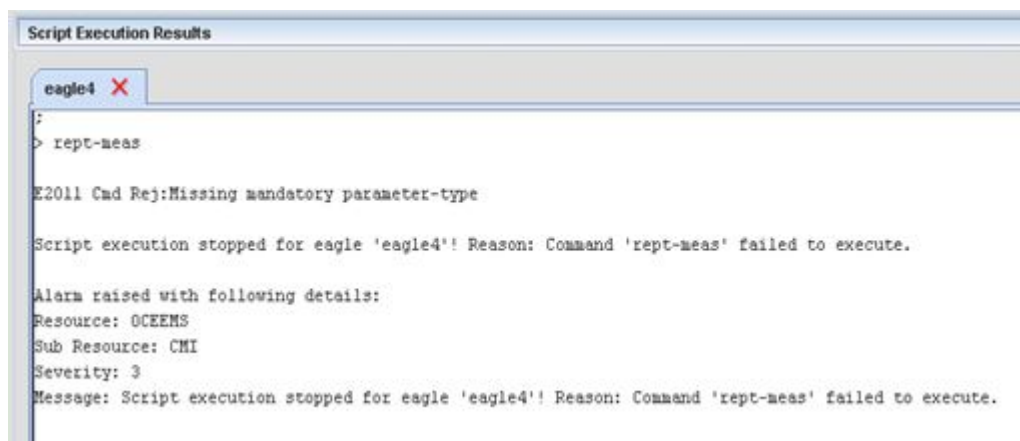 Script Execution Results
eagle4
;
> rept-meas
E2011 Cmd Rej:Missing mandatory parameter-type
Script execution stopped for eagle 'eagle4'! Reason: Command 'rept-meas' failed to execute.
Alarm raised with following details:
Resource: OCEEMS
Sub Resource: CMI
Severity: 3
Message: Script execution stopped for eagle 'eagle4'! Reason: Command 'rept-meas' failed to execute.